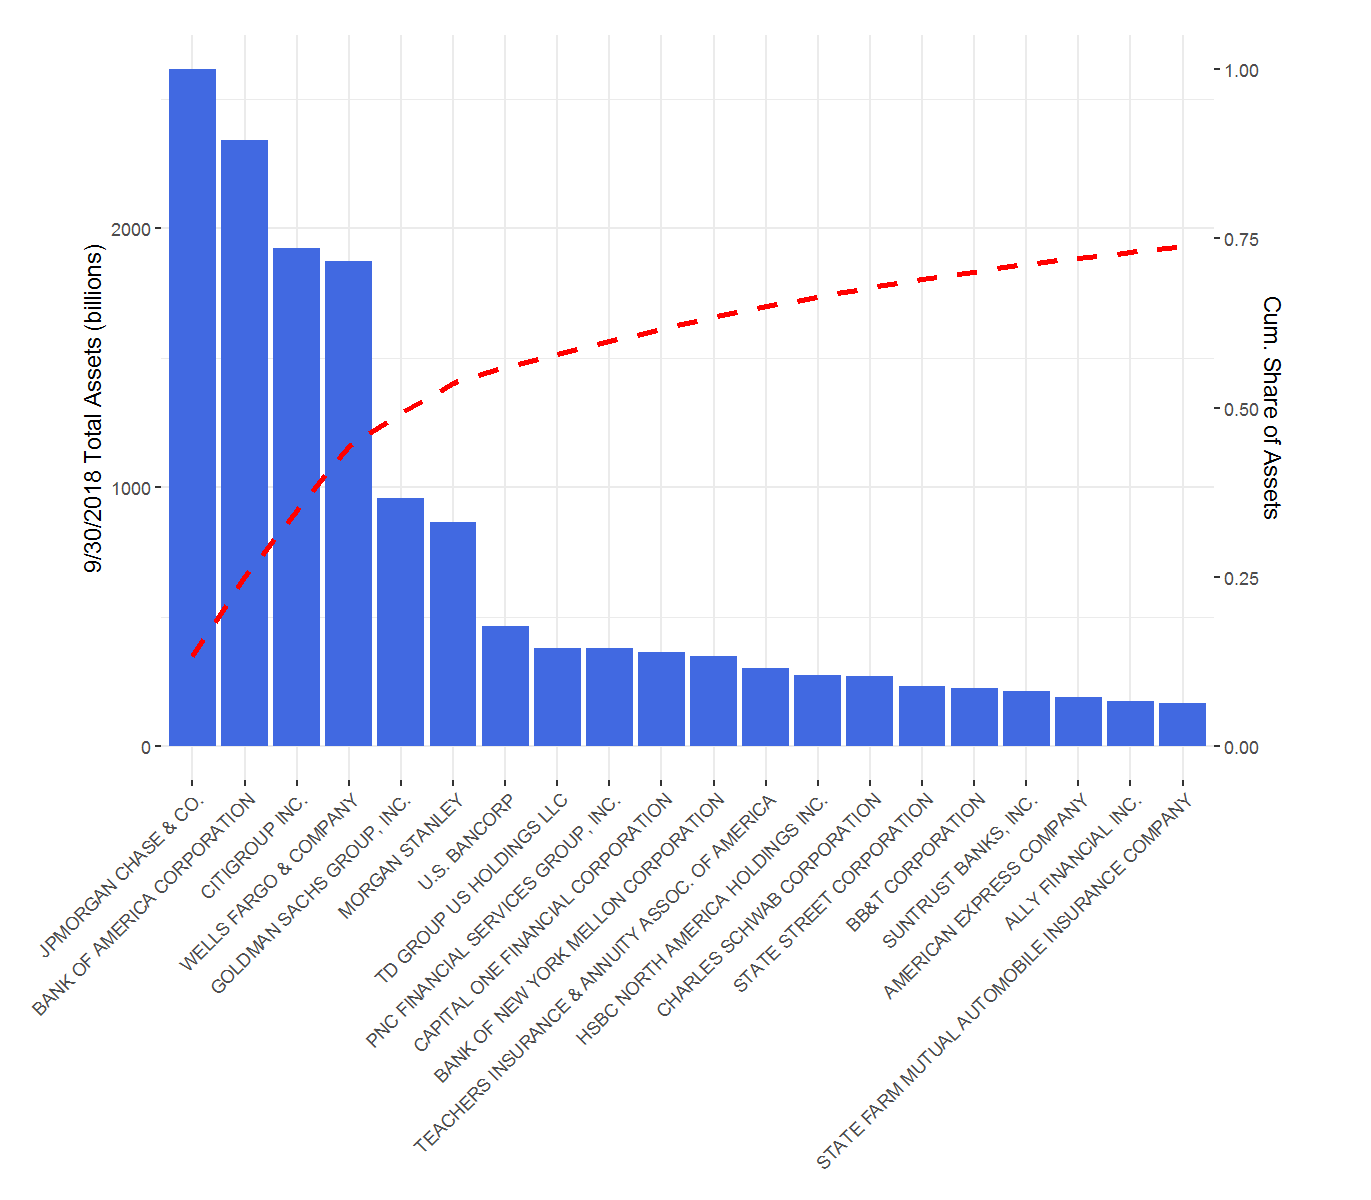 9/30/2018 Total Assets (billions)
2000
1000
0
1.00
0.75
0.50
0.25
0.00
Cum. Share of Assets
JPMORGAN CHASE & CO.
BANK OF AMERICA CORPORATION
CITIGROUP INC.
WELLS FARGO & COMPANY
GOLDMAN SACHS GROUP, INC.
MORGAN STANLEY
U.S. BANCORP
TD GROUP US HOLDINGS LLC
PNC FINANCIAL SERVICES GROUP, INC.
CAPITAL ONE FINANCIAL CORPORATION
BANK OF NEW YORK MELLON CORPORATION
TEACHERS INSURANCE & ANNUITY ASSOC. OF AMERICA
HSBC NORTH AMERICA HOLDINGS INC.
CHARLES SCHWAB CORPORATION
STATE STREET CORPORATION
BB&T CORPORATION
SUNTRUST BANKS, INC.
AMERICAN EXPRESS COMPANY
ALLY FINANCIAL INC.
STATE FARM MUTUAL AUTOMOBILE INSURANCE COMPANY